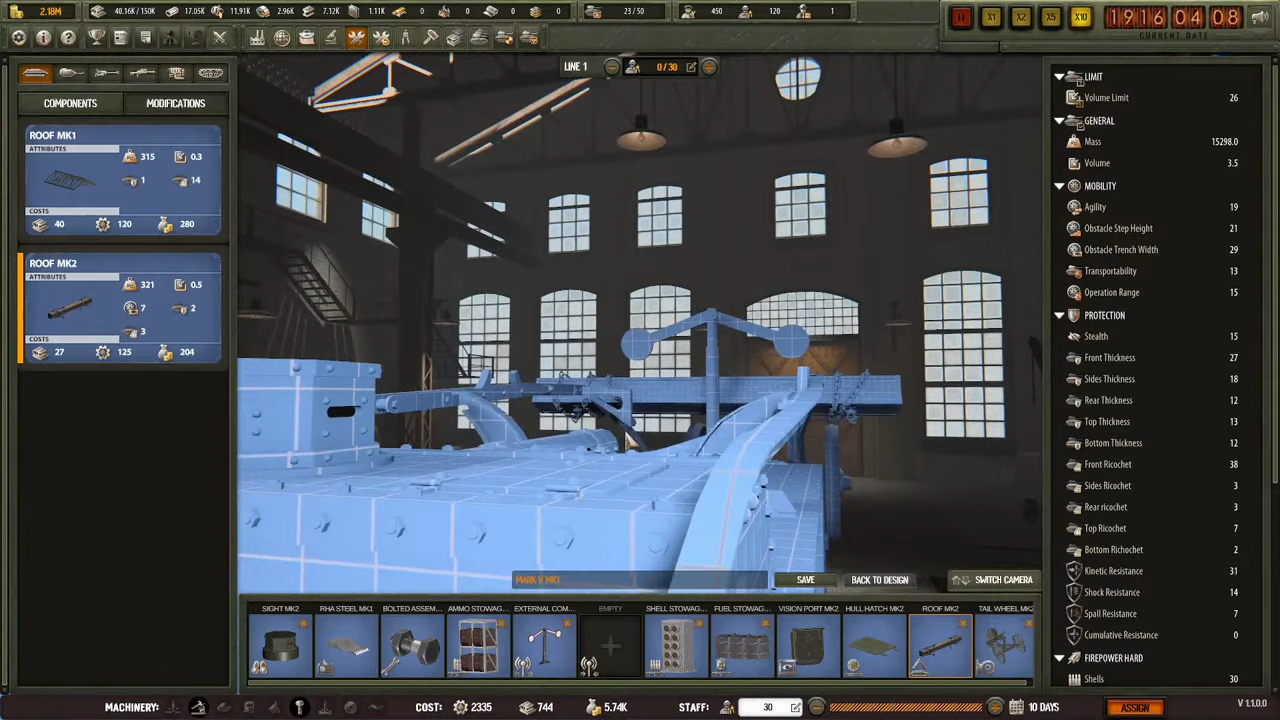 2.18M 40.16K / 150K 17.05K 11.91K 2.96K 7.12K 1.11K 0 0 0 0 23 / 50 450 120 1
X1 X2 X5 X10 1916 04 08
CURRENT DATE
LINE 1 0 / 30
COMPONENTS MODIFICATIONS
ROOF MK1
ATTRIBUTES
315 0.3
1 14
COSTS
40 120 280
ROOF MK2
ATTRIBUTES
321 0.5
7 2
3
COSTS
27 125 204
LIMIT
Volume Limit 26
GENERAL
Mass 15298.0
Volume 3.5
MOBILITY
Agility 19
Obstacle Step Height 21
Obstacle Trench Width 29
Transportability 13
Operation Range 15
PROTECTION
Stealth 15
Front Thickness 27
Sides Thickness 18
Rear Thickness 12
Top Thickness 13
Bottom Thickness 12
Front Ricochet 38
Sides Ricochet 3
Rear ricochet 3
Top Ricochet 7
Bottom Richochet 2
Kinetic Resistance 31
Shock Resistance 14
Spall Resistance 7
Cumulative Resistance 0
FIREPOWER HARD
Shells 30
MARK V MK1 SAVE BACK TO DESIGN SWITCH CAMERA
SIGHT MK2 RHA STEEL MK1 BOLTED ASSEM... AMMO STOWAG... EXTERNAL COM... EMPTY SHELL STOWAG... FUEL STOWAG... VISION PORT MK2 HULL HATCH MK2 ROOF MK2 TAIL WHEEL MK2
MACHINERY: COST: 2335 744 5.74K STAFF: 30 10 DAYS ASSIGN V 1.1.0.0